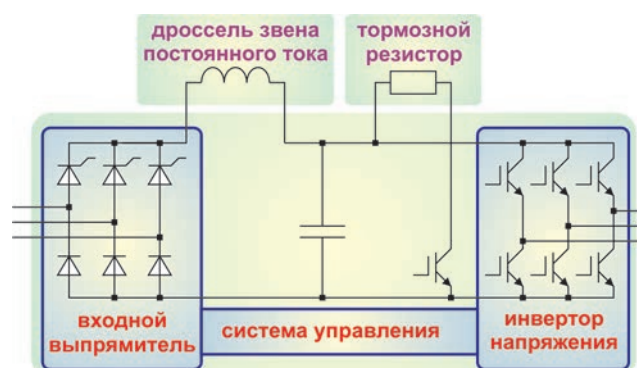 дроссель звена
постоянного тока
тормозной
резистор
входной
выпрямитель
система управления
инвертор
напряжения